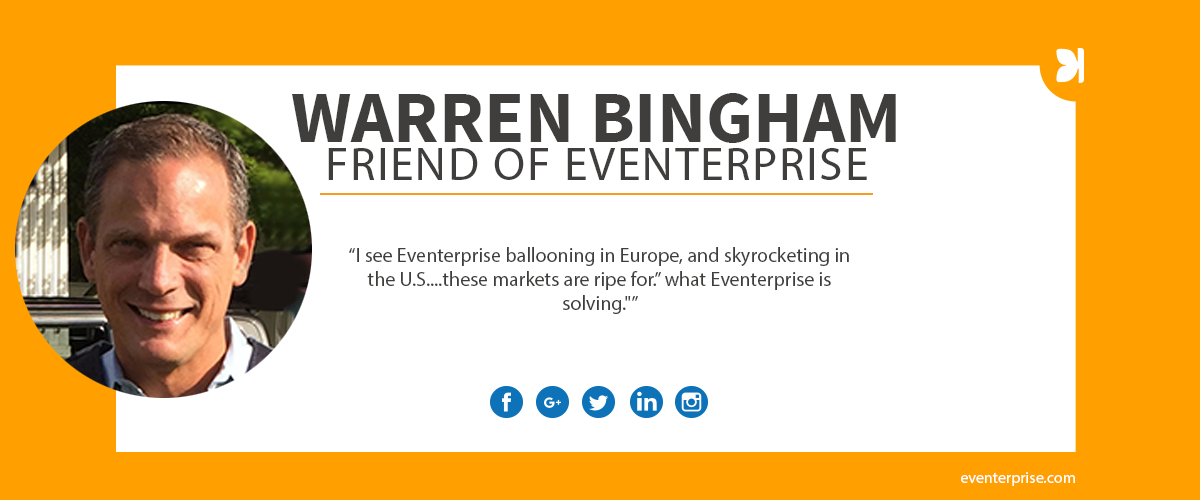 WARREN BINGHAM
FRIEND OF EVENTERPRISE
“I see Eventerprise ballooning in Europe, and skyrocketing in
the U.S....these markets are ripe for.” what Eventerprise is
solving."”
f
G+
in
eventerprise.com